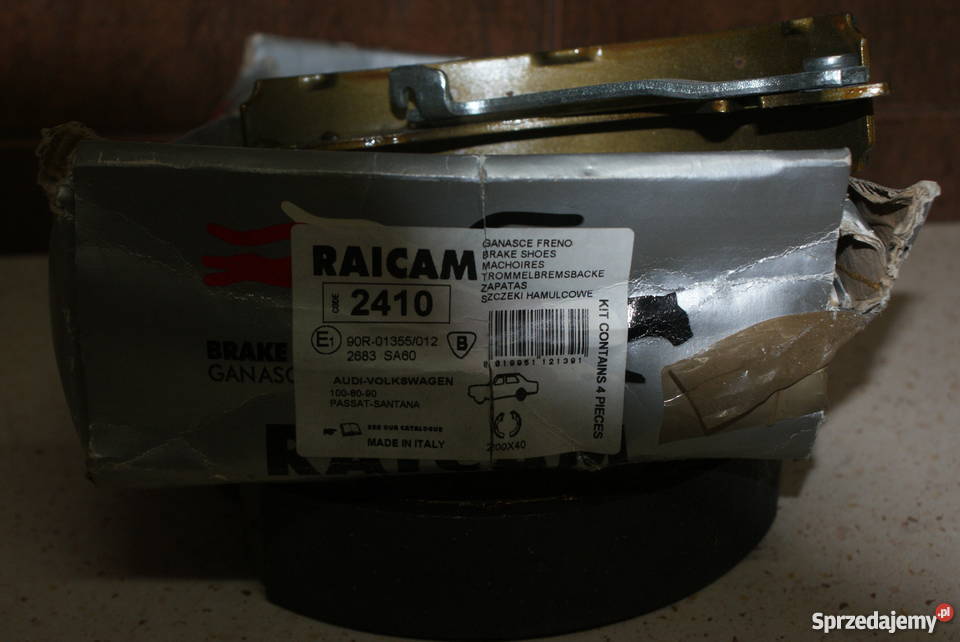 RAICAM
CODE 2410
E1 90R-01355/012
2683 SA60
B
AUDI-VOLKSWAGEN
100-80-90
PASSAT-SANTANA
SEE OUR CATALOGUE
MADE IN ITALY
GANASCE FRENO
BRAKE SHOES
MACHOIRES
TROMMELBREMSBACKE
ZAPATAS
SZCZEKI HAMULCOWE
200X40
KIT CONTAINS 4 PIECES
BRAKE
GANASC
Sprzedajemy.pl